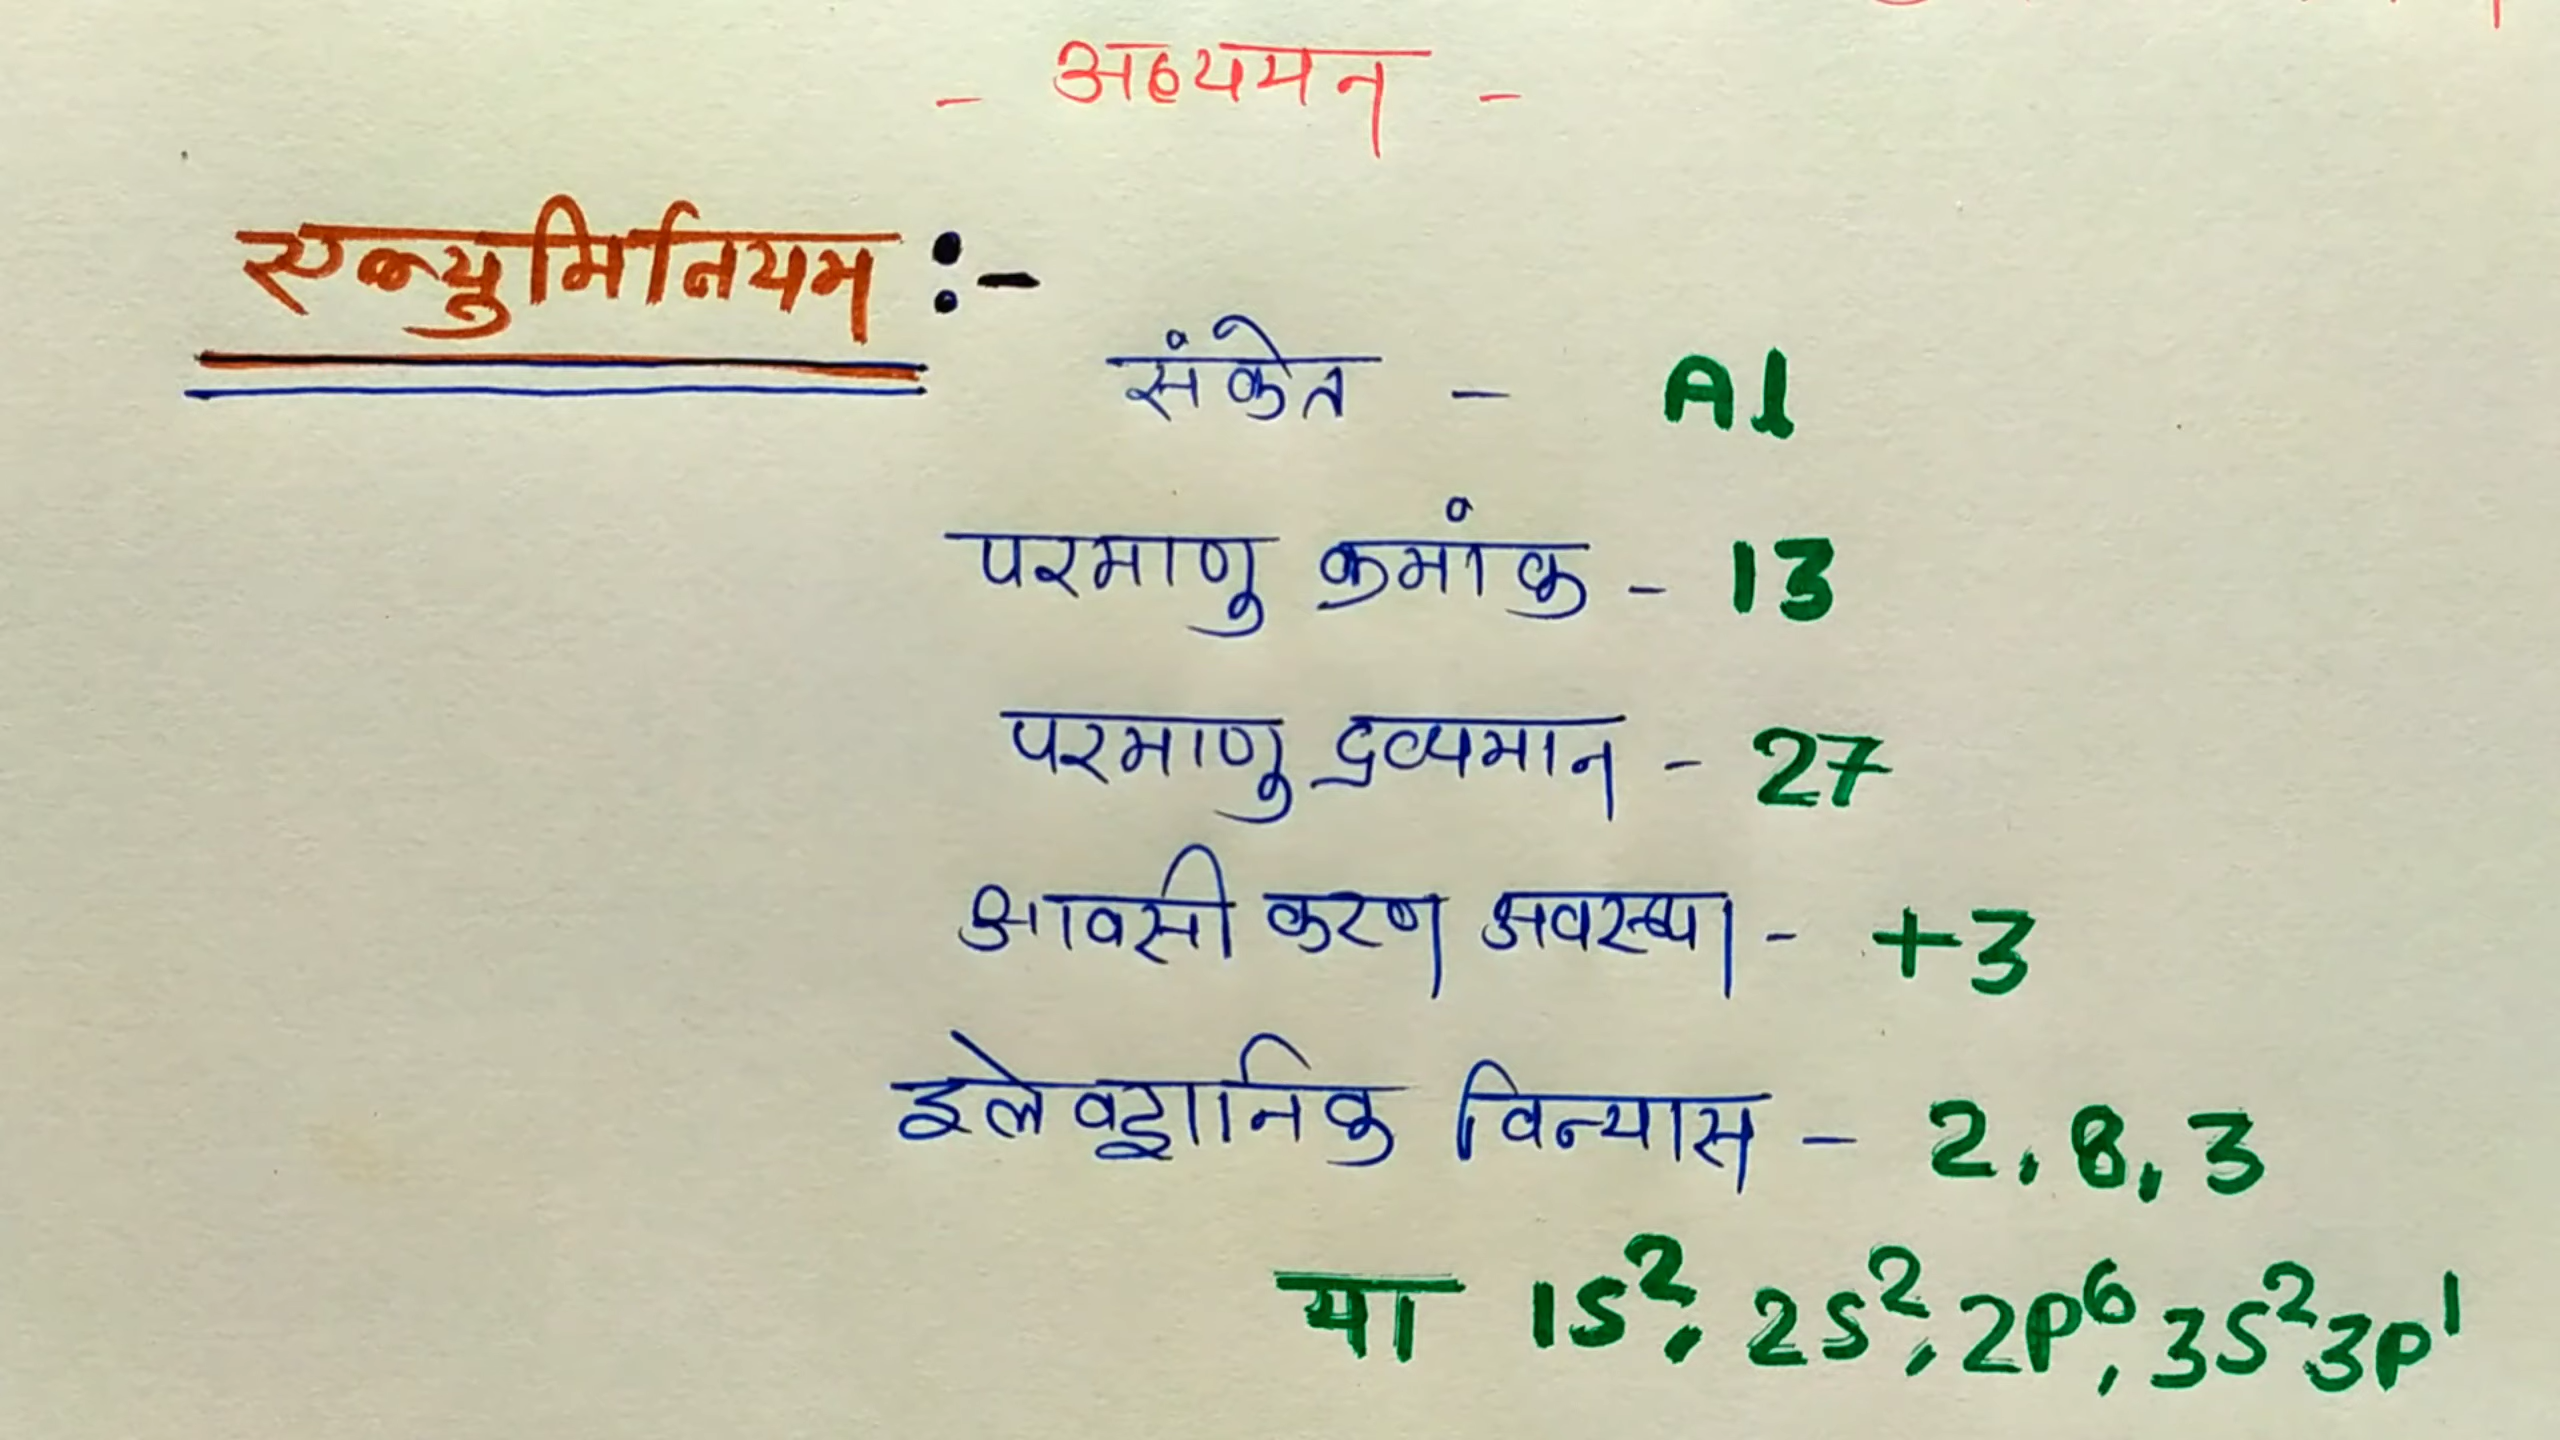 - अध्ययन -
एल्युमिनियम :-
संकेत - Al
परमाणु क्रमांक - 13
परमाणु द्रव्यमान - 27
आक्सीकरण अवस्था - +3
इलेक्ट्रानिक विन्यास - 2, 8, 3
या 1S², 2S², 2P⁶, 3S² 3P¹